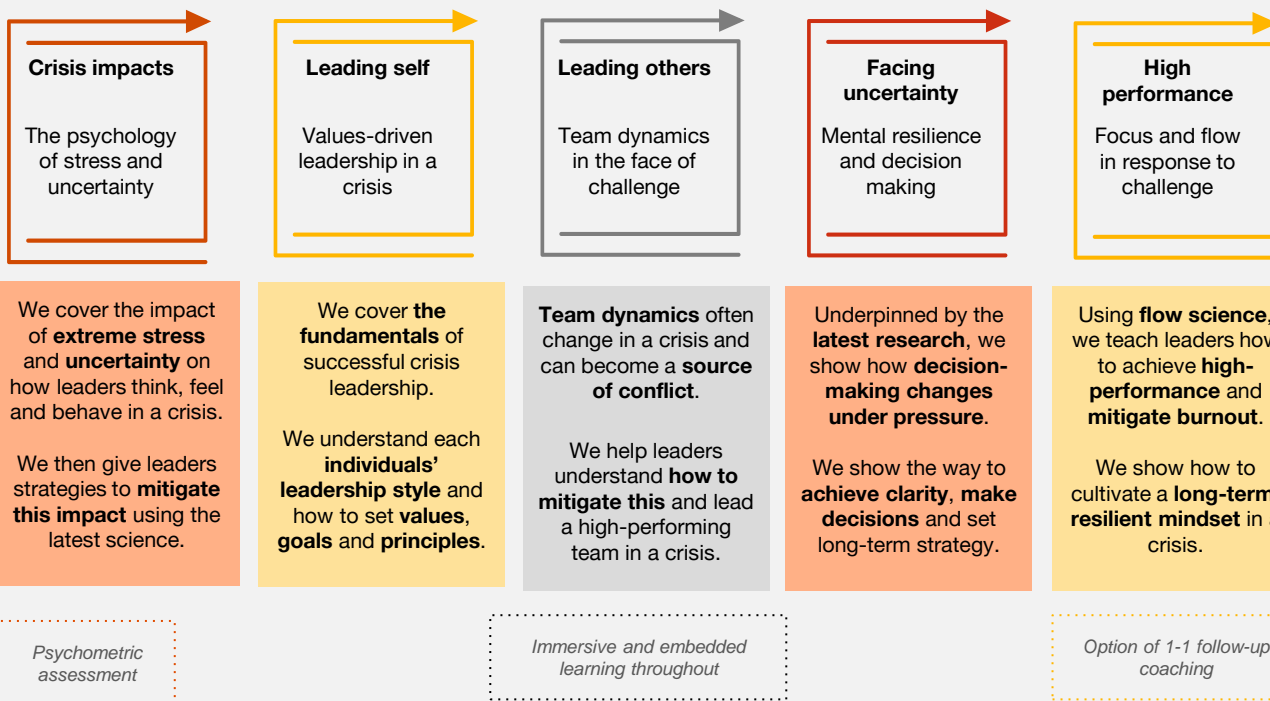 Crisis impacts
The psychology
of stress and
uncertainty
Leading self
Values-driven
leadership in a
crisis
Leading others
Team dynamics
in the face of
challenge
Facing
uncertainty
Mental resilience
and decision
making
High
performance
Focus and flow
in response to
challenge
We cover the impact
of extreme stress
and uncertainty on
how leaders think, feel
and behave in a crisis.
We then give leaders
strategies to mitigate
this impact using the
latest science.
We cover the
fundamentals of
successful crisis
leadership.
We understand each
individuals'
leadership style and
how to set values,
goals and principles.
Team dynamics often
change in a crisis and
can become a source
of conflict.
We help leaders
understand how to
mitigate this and lead
a high-performing
team in a crisis.
Underpinned by the
latest research, we
show how decision-
making changes
under pressure.
We show the way to
achieve clarity, make
decisions and set
long-term strategy.
Using flow science,
we teach leaders how
to achieve high-
performance and
mitigate burnout.
We show how to
cultivate a long-term
resilient mindset in
crisis.
Psychometric
assessment
Immersive and embedded
learning throughout
Option of 1-1 follow-up
coaching